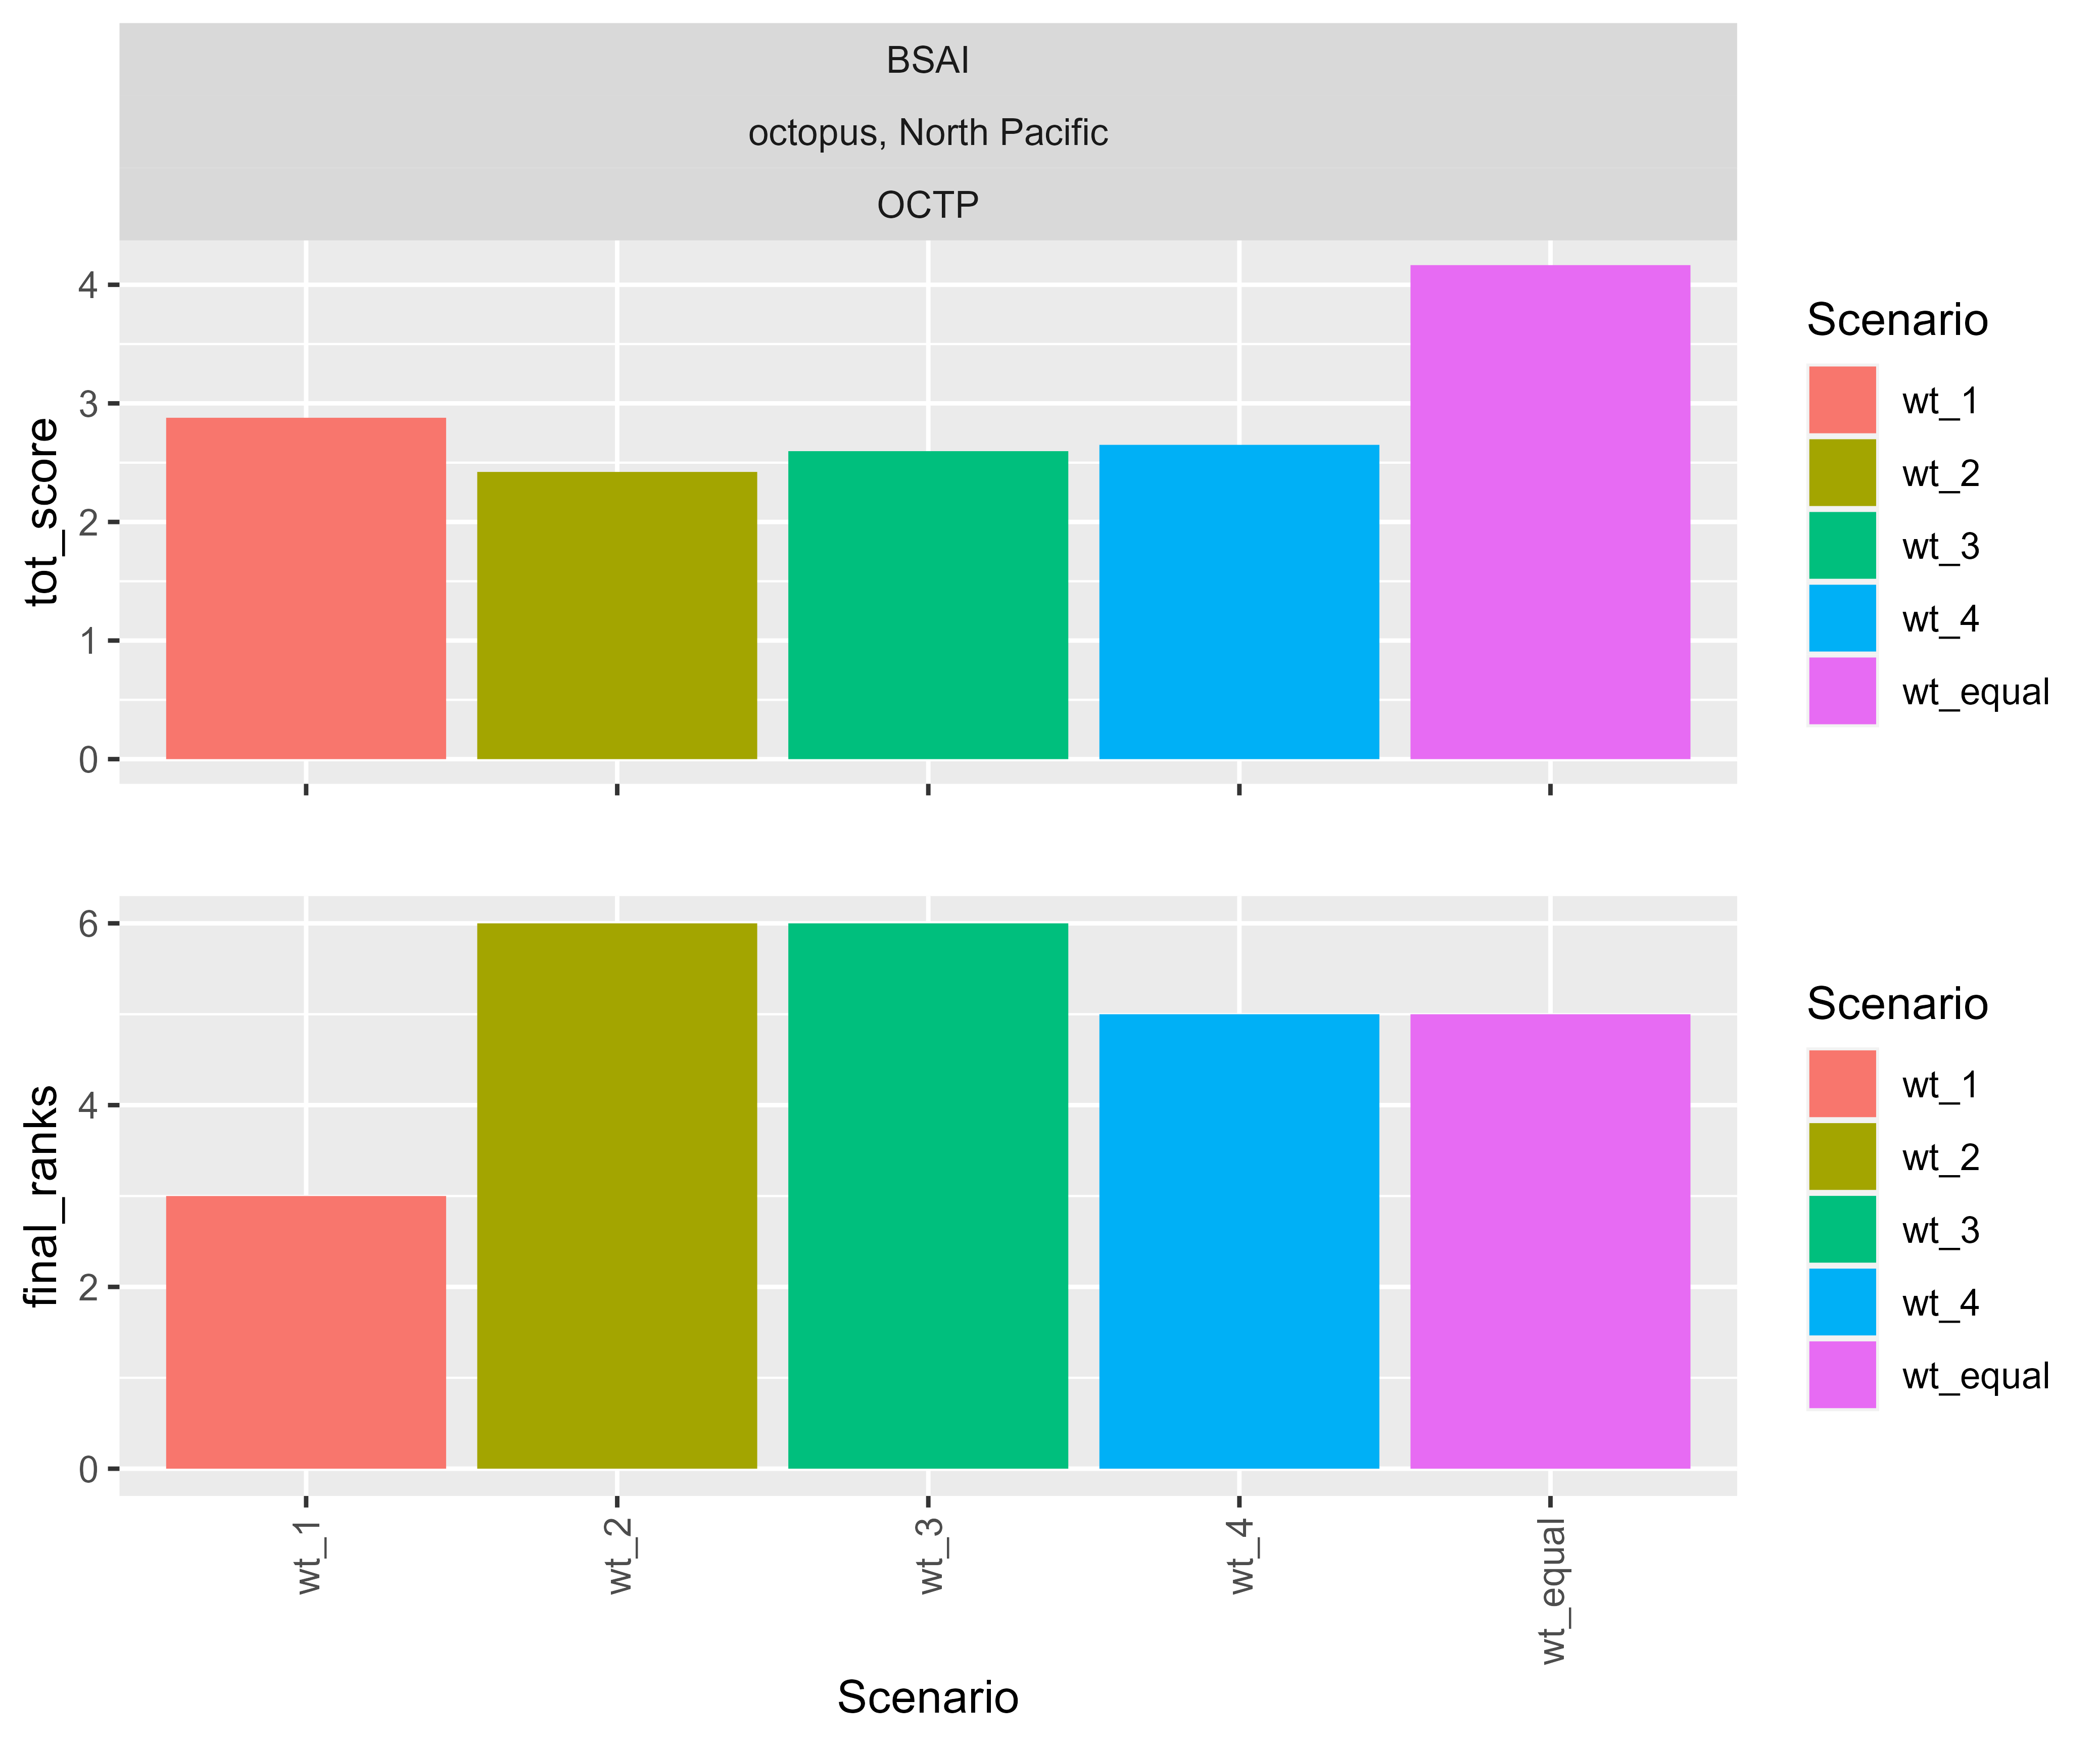 BSAI
octopus, North Pacific
OCTP
tot_score
4
3
2
1
0
Scenario
wt_1
wt_2
wt_3
wt_4
wt_equal
final_ranks
6
4
2
0
Scenario
wt_1
wt_2
wt_3
wt_4
wt_equal
wt_1
wt_2
wt_3
wt_4
wt_equal
Scenario